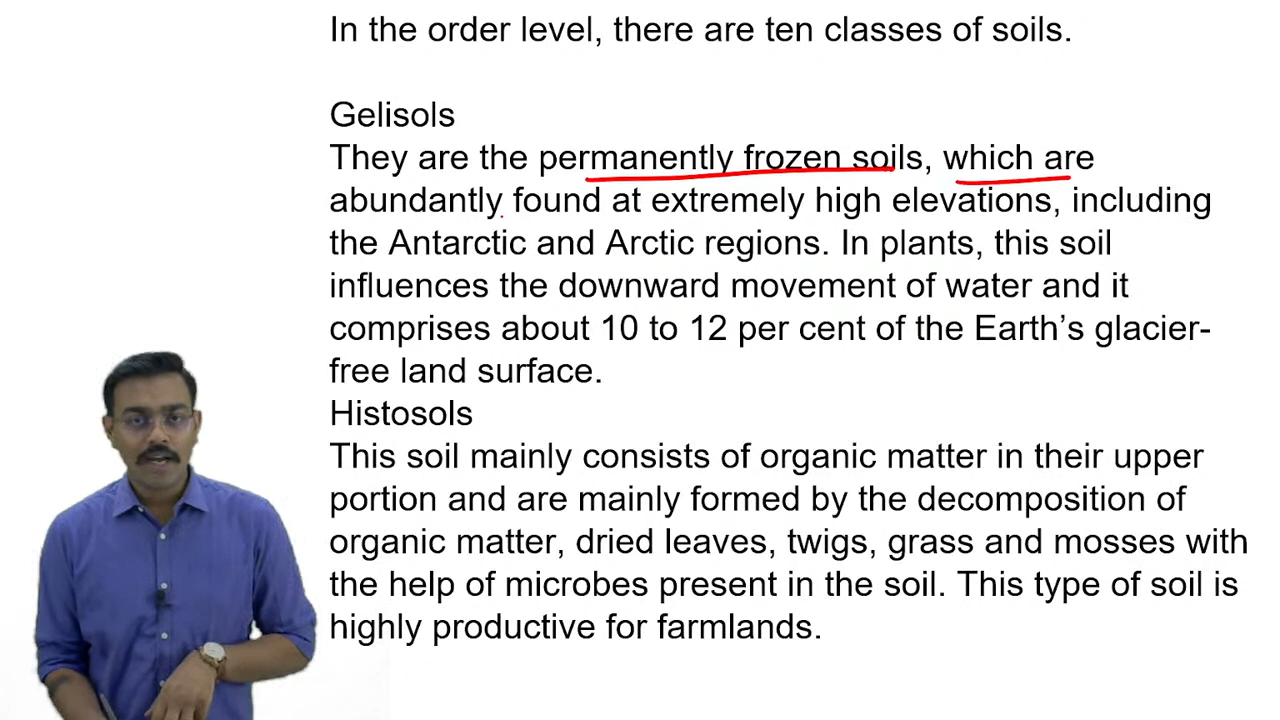 In the order level, there are ten classes of soils.
Gelisols
They are the permanently frozen soils, which are
abundantly found at extremely high elevations, including
the Antarctic and Arctic regions. In plants, this soil
influences the downward movement of water and it
comprises about 10 to 12 per cent of the Earth’s glacier-
free land surface.
Histosols
This soil mainly consists of organic matter in their upper
portion and are mainly formed by the decomposition of
organic matter, dried leaves, twigs, grass and mosses with
the help of microbes present in the soil. This type of soil is
highly productive for farmlands.